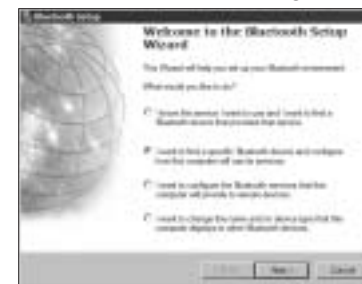 Bluetooth Setup
Welcome to the Bluetooth Setup
Wizard
This Wizard will help you set up your Bluetooth environment.
What would you like to do?
I know the service I want to use and I want to find a
Bluetooth device that provides that service.
I want to find a specific Bluetooth device and configure
how this computer will use its services.
I want to configure the Bluetooth services that this
computer will provide to remote devices.
I want to change the name and/or device type that this
computer displays to other Bluetooth devices.
Next >
Cancel